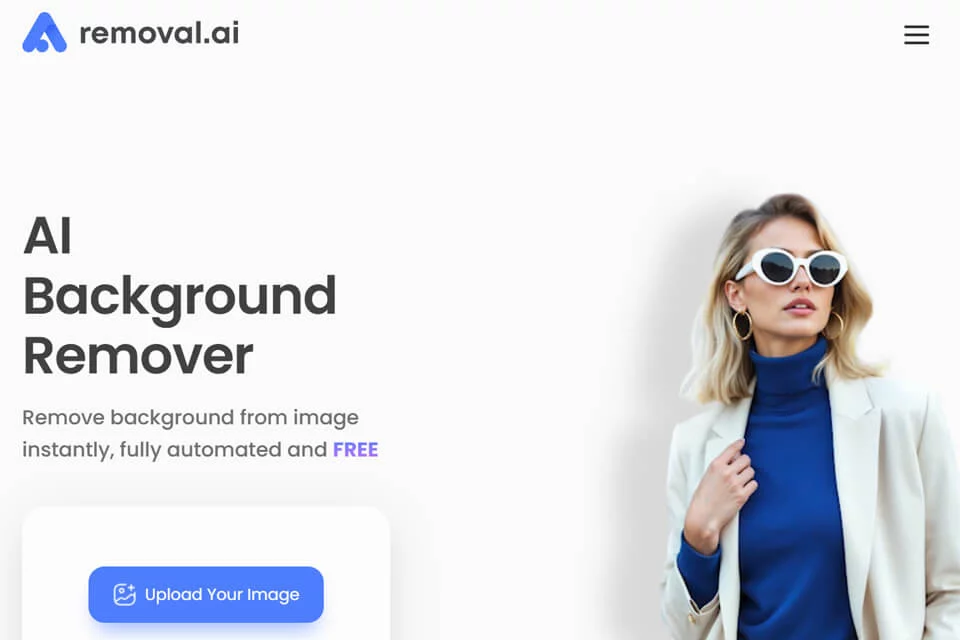 removal.ai
AI
Background
Remover
Remove background from image
instantly, fully automated and FREE
Upload Your Image